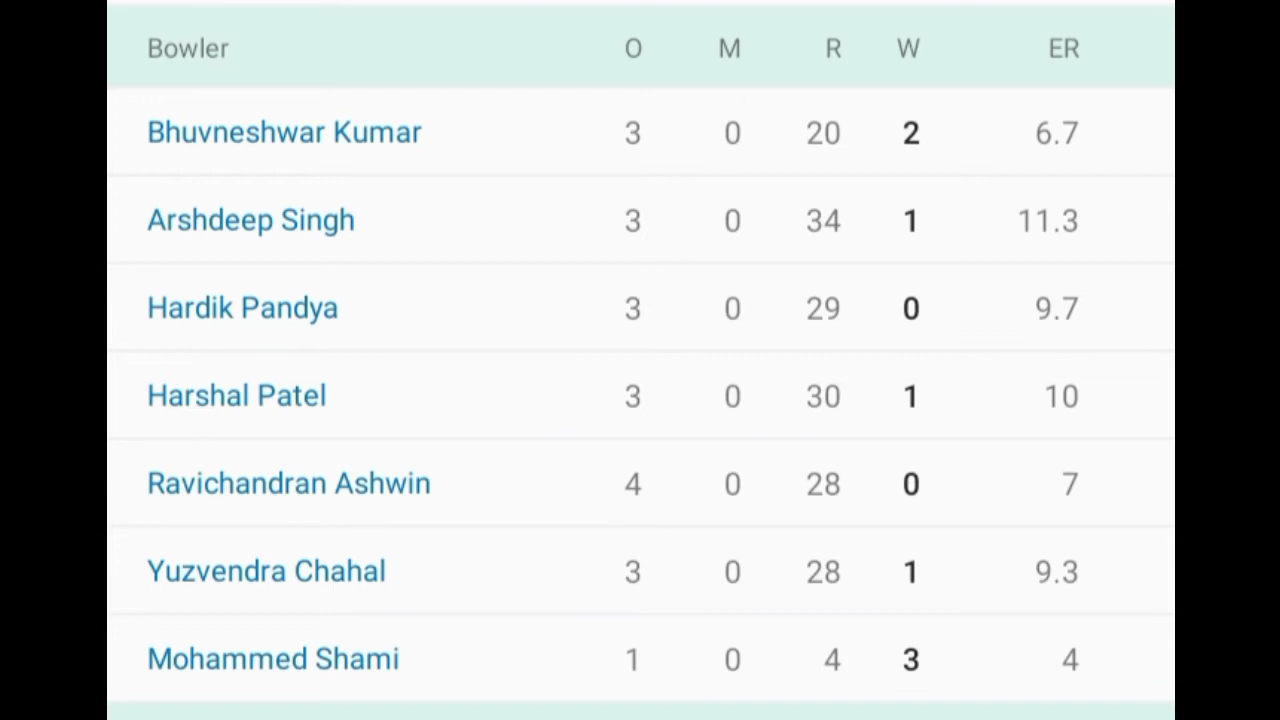 Bowler O M R W ER
Bhuvneshwar Kumar 3 0 20 2 6.7
Arshdeep Singh 3 0 34 1 11.3
Hardik Pandya 3 0 29 0 9.7
Harshal Patel 3 0 30 1 10
Ravichandran Ashwin 4 0 28 0 7
Yuzvendra Chahal 3 0 28 1 9.3
Mohammed Shami 1 0 4 3 4